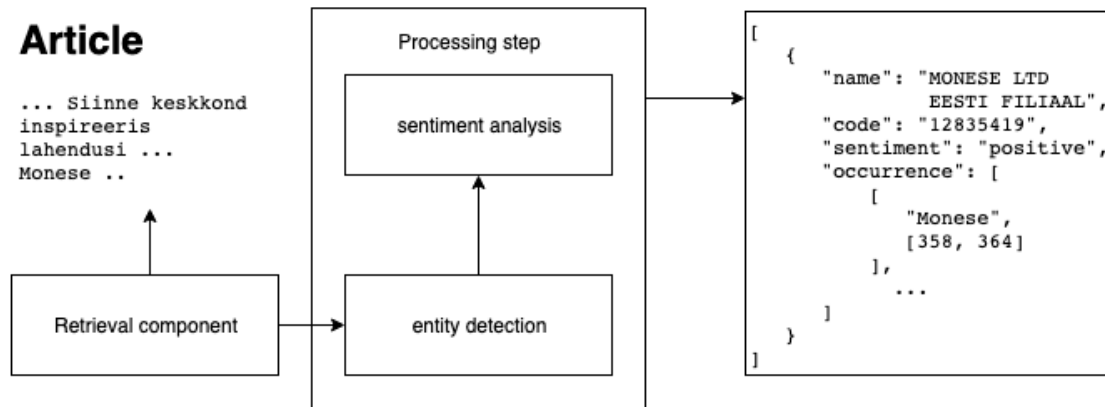 Article
... Siinne keskkond
inspireeris
lahendusi ...
Monese ..
Retrieval component
Processing step
sentiment analysis
entity detection
[
{
"name": "MONESE LTD
EESTI FILIAAL",
"code": "12835419",
"sentiment": "positive",
"occurrence": [
[
"Monese",
[358, 364]
],
...
]
}
]